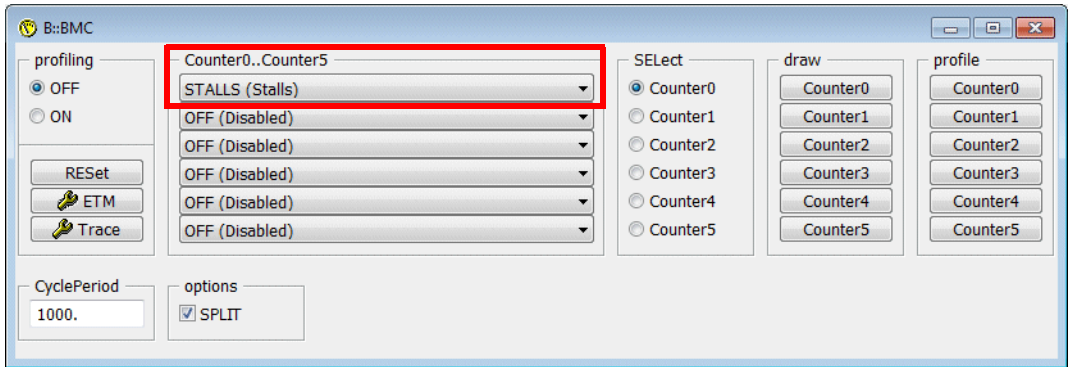 B::BMC
profiling
OFF
ON
RESet
ETM
Trace
Counter0..Counter5
STALLS (Stalls)
OFF (Disabled)
OFF (Disabled)
OFF (Disabled)
OFF (Disabled)
OFF (Disabled)
SELect
Counter0
Counter1
Counter2
Counter3
Counter4
Counter5
draw
Counter0
Counter1
Counter2
Counter3
Counter4
Counter5
profile
Counter0
Counter1
Counter2
Counter3
Counter4
Counter5
CyclePeriod
1000.
options
SPLIT